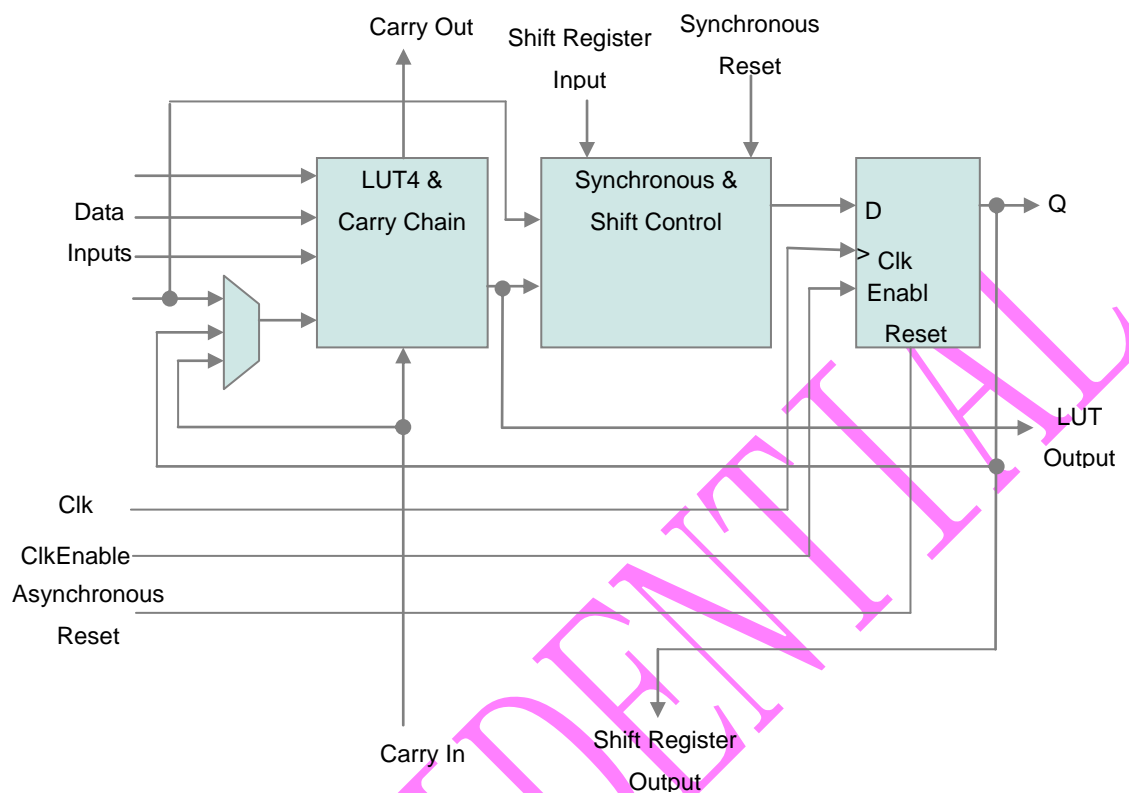 Carry Out
Shift Register
Input
Synchronous
Reset
LUT4 &
Carry Chain
Synchronous &
Shift Control
Data
Inputs
D
Q
> Clk
Enabl
Reset
LUT
Output
Clk
ClkEnable
Asynchronous
Reset
Carry In
Shift Register
Output
DENTIAL